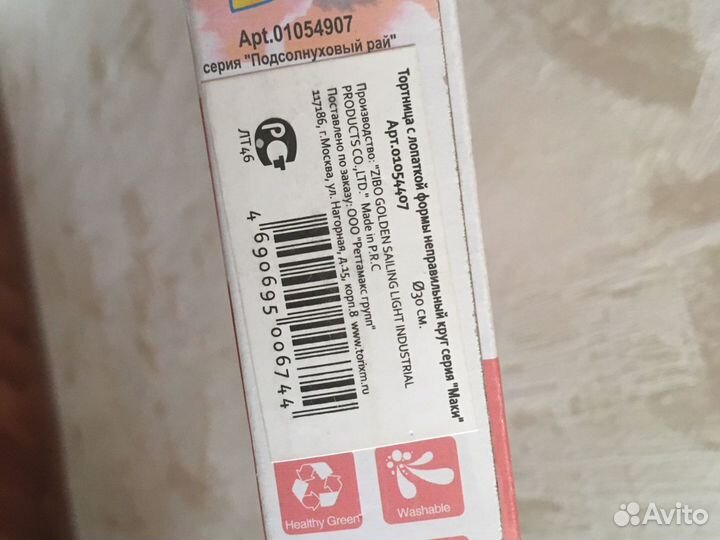 Арт.01054907
серия "Подсолнуховый рай"
Тортница с лопаткой формы неправильный круг серия "Маки"
Арт.01054407
Ø30 см.
Производство: "ZIBO GOLDEN SAILING LIGHT INDUSTRIAL
PRODUCTS CO.,LTD." Made in P.R.C
Поставлено по заказу: ООО "Реттамакс групп"
117186, г.Москва, ул. Нагорная, д.15, корп.8 www.torixm.ru
РСТ
ЛТ46
4 690695 006744
Healthy Green
Washable
Avito